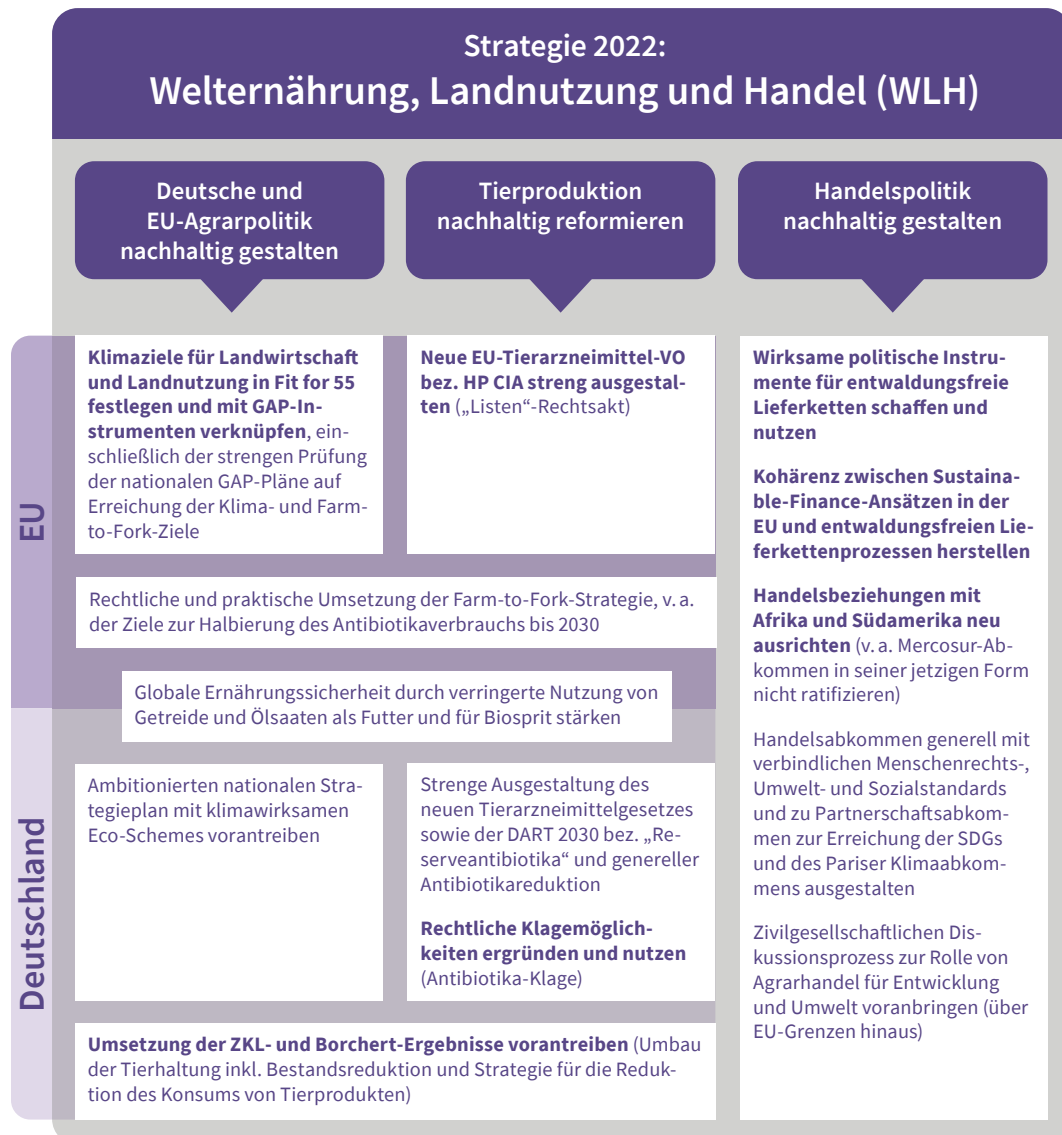 Strategie 2022:
Welternährung, Landnutzung und Handel (WLH)
Deutsche und
EU-Agrarpolitik
nachhaltig gestalten
Tierproduktion
nachhaltig reformieren
Handelspolitik
nachhaltig gestalten
EU
Klimaziele für Landwirtschaft
und Landnutzung in Fit for 55
festlegen und mit GAP-In-
strumenten verknüpfen, ein-
schließlich der strengen Prüfung
der nationalen GAP-Pläne auf
Erreichung der Klima- und Farm-
to-Fork-Ziele
Neue EU-Tierarzneimittel-VO
bez. HP CIA streng ausgestal-
ten („Listen“-Rechtsakt)
Rechtliche und praktische Umsetzung der Farm-to-Fork-Strategie, v. a.
der Ziele zur Halbierung des Antibiotikaverbrauchs bis 2030
Globale Ernährungssicherheit durch verringerte Nutzung von
Getreide und Ölsaaten als Futter und für Biosprit stärken
Deutschland
Ambitionierten nationalen Stra-
tegieplan mit klimawirksamen
Eco-Schemes vorantreiben
Strenge Ausgestaltung des
neuen Tierarzneimittelgesetzes
sowie der DART 2030 bez. „Re-
serveantibiotika“ und genereller
Antibiotikareduktion
Rechtliche Klagemöglich-
keiten ergründen und nutzen
(Antibiotika-Klage)
Umsetzung der ZKL- und Borchert-Ergebnisse vorantreiben (Umbau
der Tierhaltung inkl. Bestandsreduktion und Strategie für die Reduk-
tion des Konsums von Tierprodukten)
Wirksame politische Instru-
mente für entwaldungsfreie
Lieferketten schaffen und
nutzen
Kohärenz zwischen Sustaina-
ble-Finance-Ansätzen in der
EU und entwaldungsfreien Lie-
ferkettenprozessen herstellen
Handelsbeziehungen mit
Afrika und Südamerika neu
ausrichten (v. a. Mercosur-Ab-
kommen in seiner jetzigen Form
nicht ratifizieren)
Handelsabkommen generell mit
verbindlichen Menschenrechts-,
Umwelt- und Sozialstandards
und zu Partnerschaftsabkom-
men zur Erreichung der SDGs
und des Pariser Klimaabkom-
mens ausgestalten
Zivilgesellschaftlichen Dis-
kussionsprozess zur Rolle von
Agrarhandel für Entwicklung
und Umwelt voranbringen (über
EU-Grenzen hinaus)